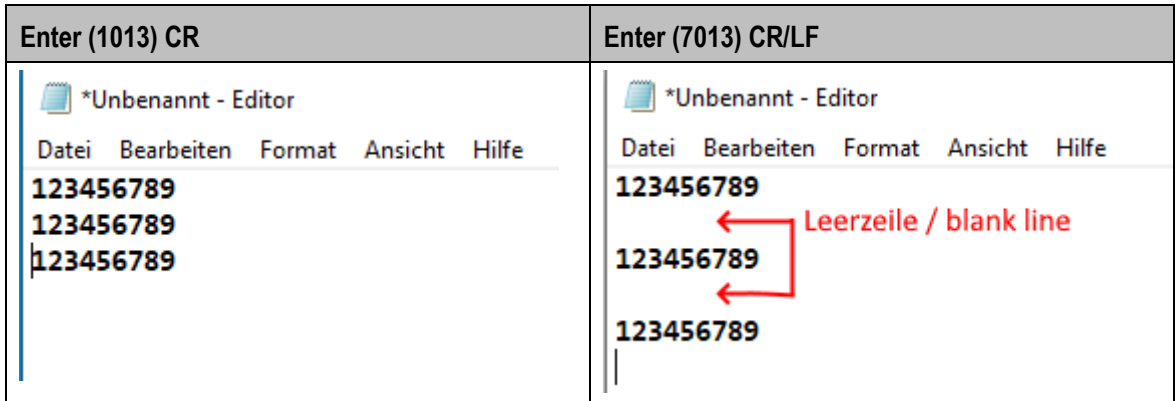 Enter (1013) CR
*Unbenannt - Editor
Datei Bearbeiten Format Ansicht Hilfe
123456789
123456789
123456789
Enter (7013) CR/LF
*Unbenannt - Editor
Datei Bearbeiten Format Ansicht Hilfe
123456789
Leerzeile / blank line
123456789
123456789